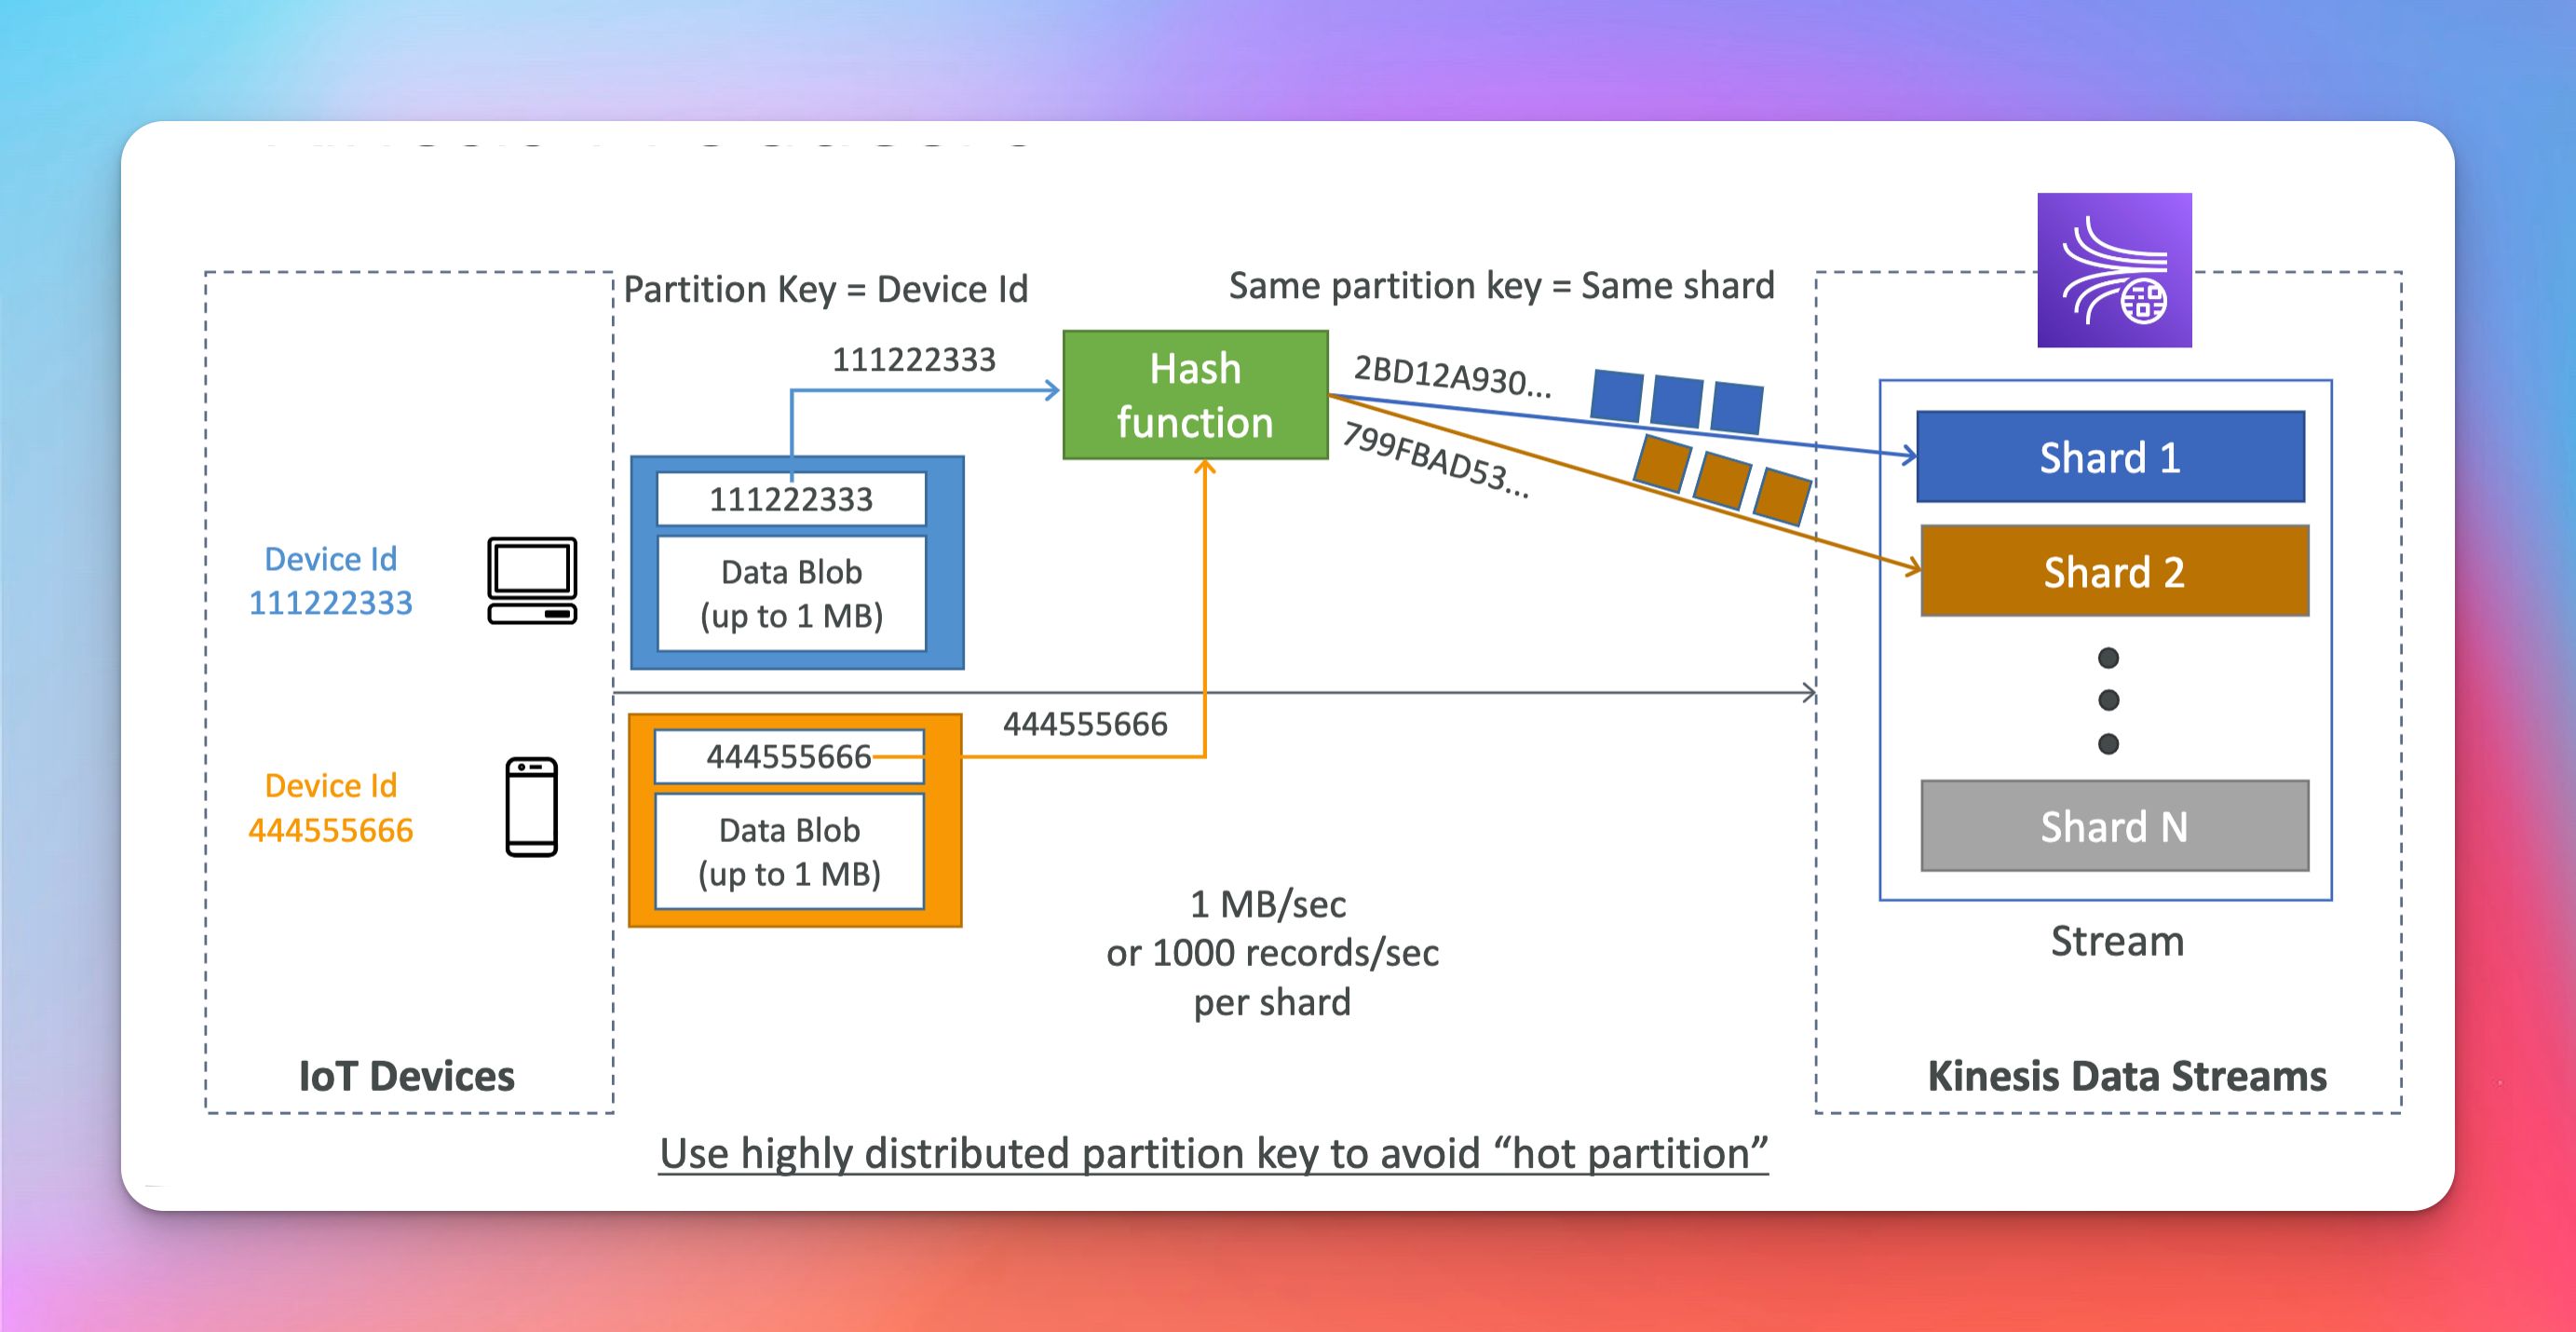 Partition Key = Device Id
Same partition key = Same shard
111222333
Hash
function
2BD12A930...
799FBAD53...
Shard 1
Shard 2
Shard N
Stream
111222333
Data Blob
(up to 1 MB)
Device Id
111222333
444555666
444555666
Data Blob
(up to 1 MB)
Device Id
444555666
1 MB/sec
or 1000 records/sec
per shard
IoT Devices
Kinesis Data Streams
Use highly distributed partition key to avoid “hot partition”